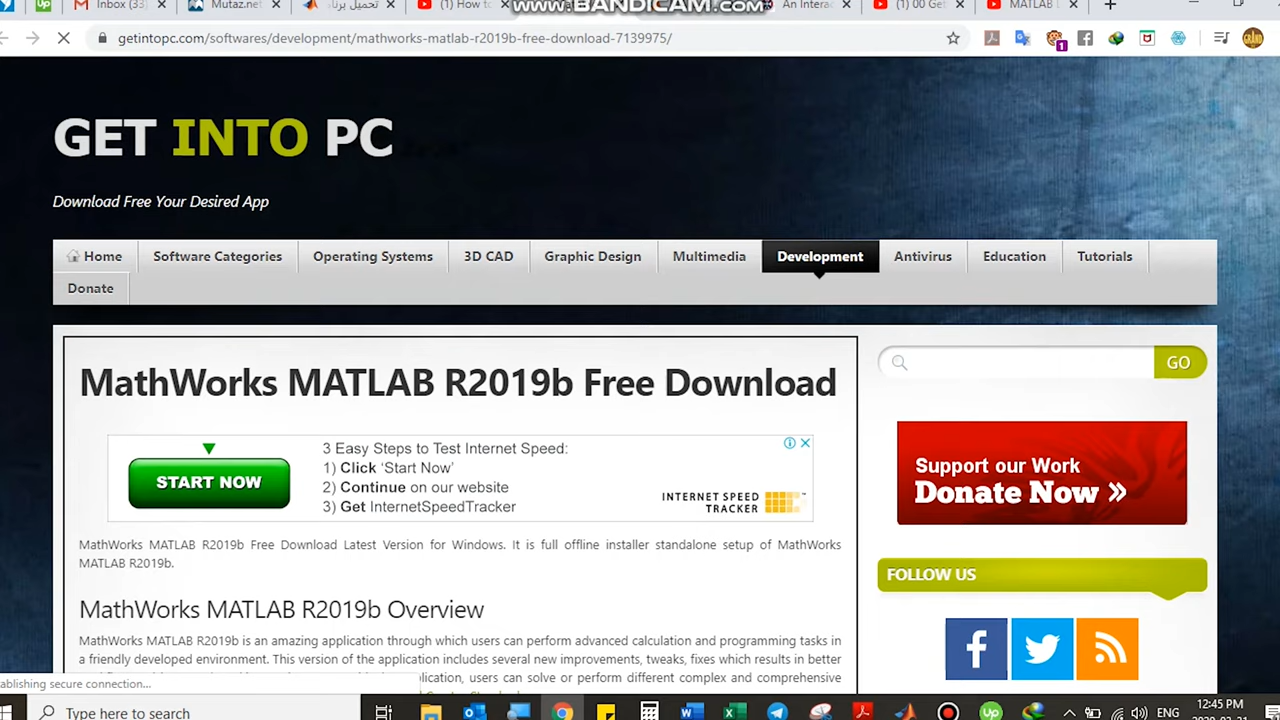 www.BANDICAM.com
Inbox (33)
Mutaz.net
تحميل برنا
(1) How to
An Interac
(1) 00 Get
MATLAB
getintopc.com/softwares/development/mathworks-matlab-r2019b-free-download-7139975/
1
GET INTO PC
Download Free Your Desired App
Home
Software Categories
Operating Systems
3D CAD
Graphic Design
Multimedia
Development
Antivirus
Education
Tutorials
Donate
MathWorks MATLAB R2019b Free Download
GO
START NOW
3 Easy Steps to Test Internet Speed:
1) Click 'Start Now'
2) Continue on our website
3) Get InternetSpeedTracker
INTERNET SPEED
TRACKER
Support our Work
Donate Now »
MathWorks MATLAB R2019b Free Download Latest Version for Windows. It is full offline installer standalone setup of MathWorks
MATLAB R2019b.
FOLLOW US
MathWorks MATLAB R2019b Overview
MathWorks MATLAB R2019b is an amazing application through which users can perform advanced calculation and programming tasks in
a friendly developed environment. This version of the application includes several new improvements, tweaks, fixes which results in better
plication, users can solve or perform different complex and comprehensive
ablishing secure connection...
Type here to search
ENG
12:45 PM